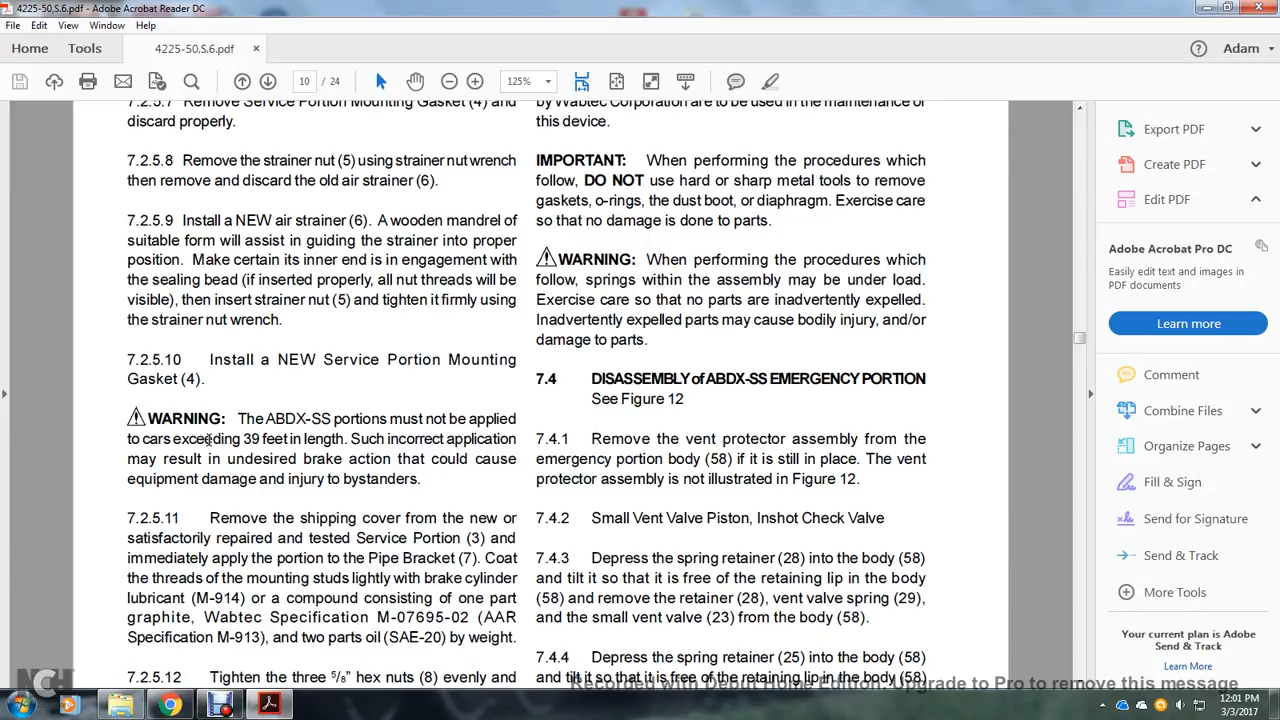 4225-50,S.6.pdf - Adobe Acrobat Reader DC
File Edit View Window Help
Home Tools 4225-50,S.6.pdf × Adam
10 / 24 125%
7.2.5.7 Remove Service Portion Mounting Gasket (4) and
discard properly.
7.2.5.8 Remove the strainer nut (5) using strainer nut wrench
then remove and discard the old air strainer (6).
7.2.5.9 Install a NEW air strainer (6). A wooden mandrel of
suitable form will assist in guiding the strainer into proper
position. Make certain its inner end is in engagement with
the sealing bead (if inserted properly, all nut threads will be
visible), then insert strainer nut (5) and tighten it firmly using
the strainer nut wrench.
7.2.5.10 Install a NEW Service Portion Mounting
Gasket (4).
WARNING: The ABDX-SS portions must not be applied
to cars exceeding 39 feet in length. Such incorrect application
may result in undesired brake action that could cause
equipment damage and injury to bystanders.
7.2.5.11 Remove the shipping cover from the new or
satisfactorily repaired and tested Service Portion (3) and
immediately apply the portion to the Pipe Bracket (7). Coat
the threads of the mounting studs lightly with brake cylinder
lubricant (M-914) or a compound consisting of one part
graphite, Wabtec Specification M-07695-02 (AAR
Specification M-913), and two parts oil (SAE-20) by weight.
7.2.5.12 Tighten the three 5/8" hex nuts (8) evenly and
by Wabtec Corporation are to be used in the maintenance of
this device.
IMPORTANT: When performing the procedures which
follow, DO NOT use hard or sharp metal tools to remove
gaskets, o-rings, the dust boot, or diaphragm. Exercise care
so that no damage is done to parts.
WARNING: When performing the procedures which
follow, springs within the assembly may be under load.
Exercise care so that no parts are inadvertently expelled.
Inadvertently expelled parts may cause bodily injury, and/or
damage to parts.
7.4 DISASSEMBLY of ABDX-SS EMERGENCY PORTION
See Figure 12
7.4.1 Remove the vent protector assembly from the
emergency portion body (58) if it is still in place. The vent
protector assembly is not illustrated in Figure 12.
7.4.2 Small Vent Valve Piston, Inshot Check Valve
7.4.3 Depress the spring retainer (28) into the body (58)
and tilt it so that it is free of the retaining lip in the body
(58) and remove the retainer (28), vent valve spring (29),
and the small vent valve (23) from the body (58).
7.4.4 Depress the spring retainer (25) into the body (58)
and tilt it so that it is free of the retaining lip in the body (58)
Export PDF
Create PDF
Edit PDF
Adobe Acrobat Pro DC
Easily edit text and images in
PDF documents
Learn more
Comment
Combine Files
Organize Pages
Fill & Sign
Send for Signature
Send & Track
More Tools
Your current plan is Adobe
Send & Track
Learn More
NCH
Recorded with Debut Home Edition. Upgrade to Pro to remove this message
12:01 PM
3/3/2017